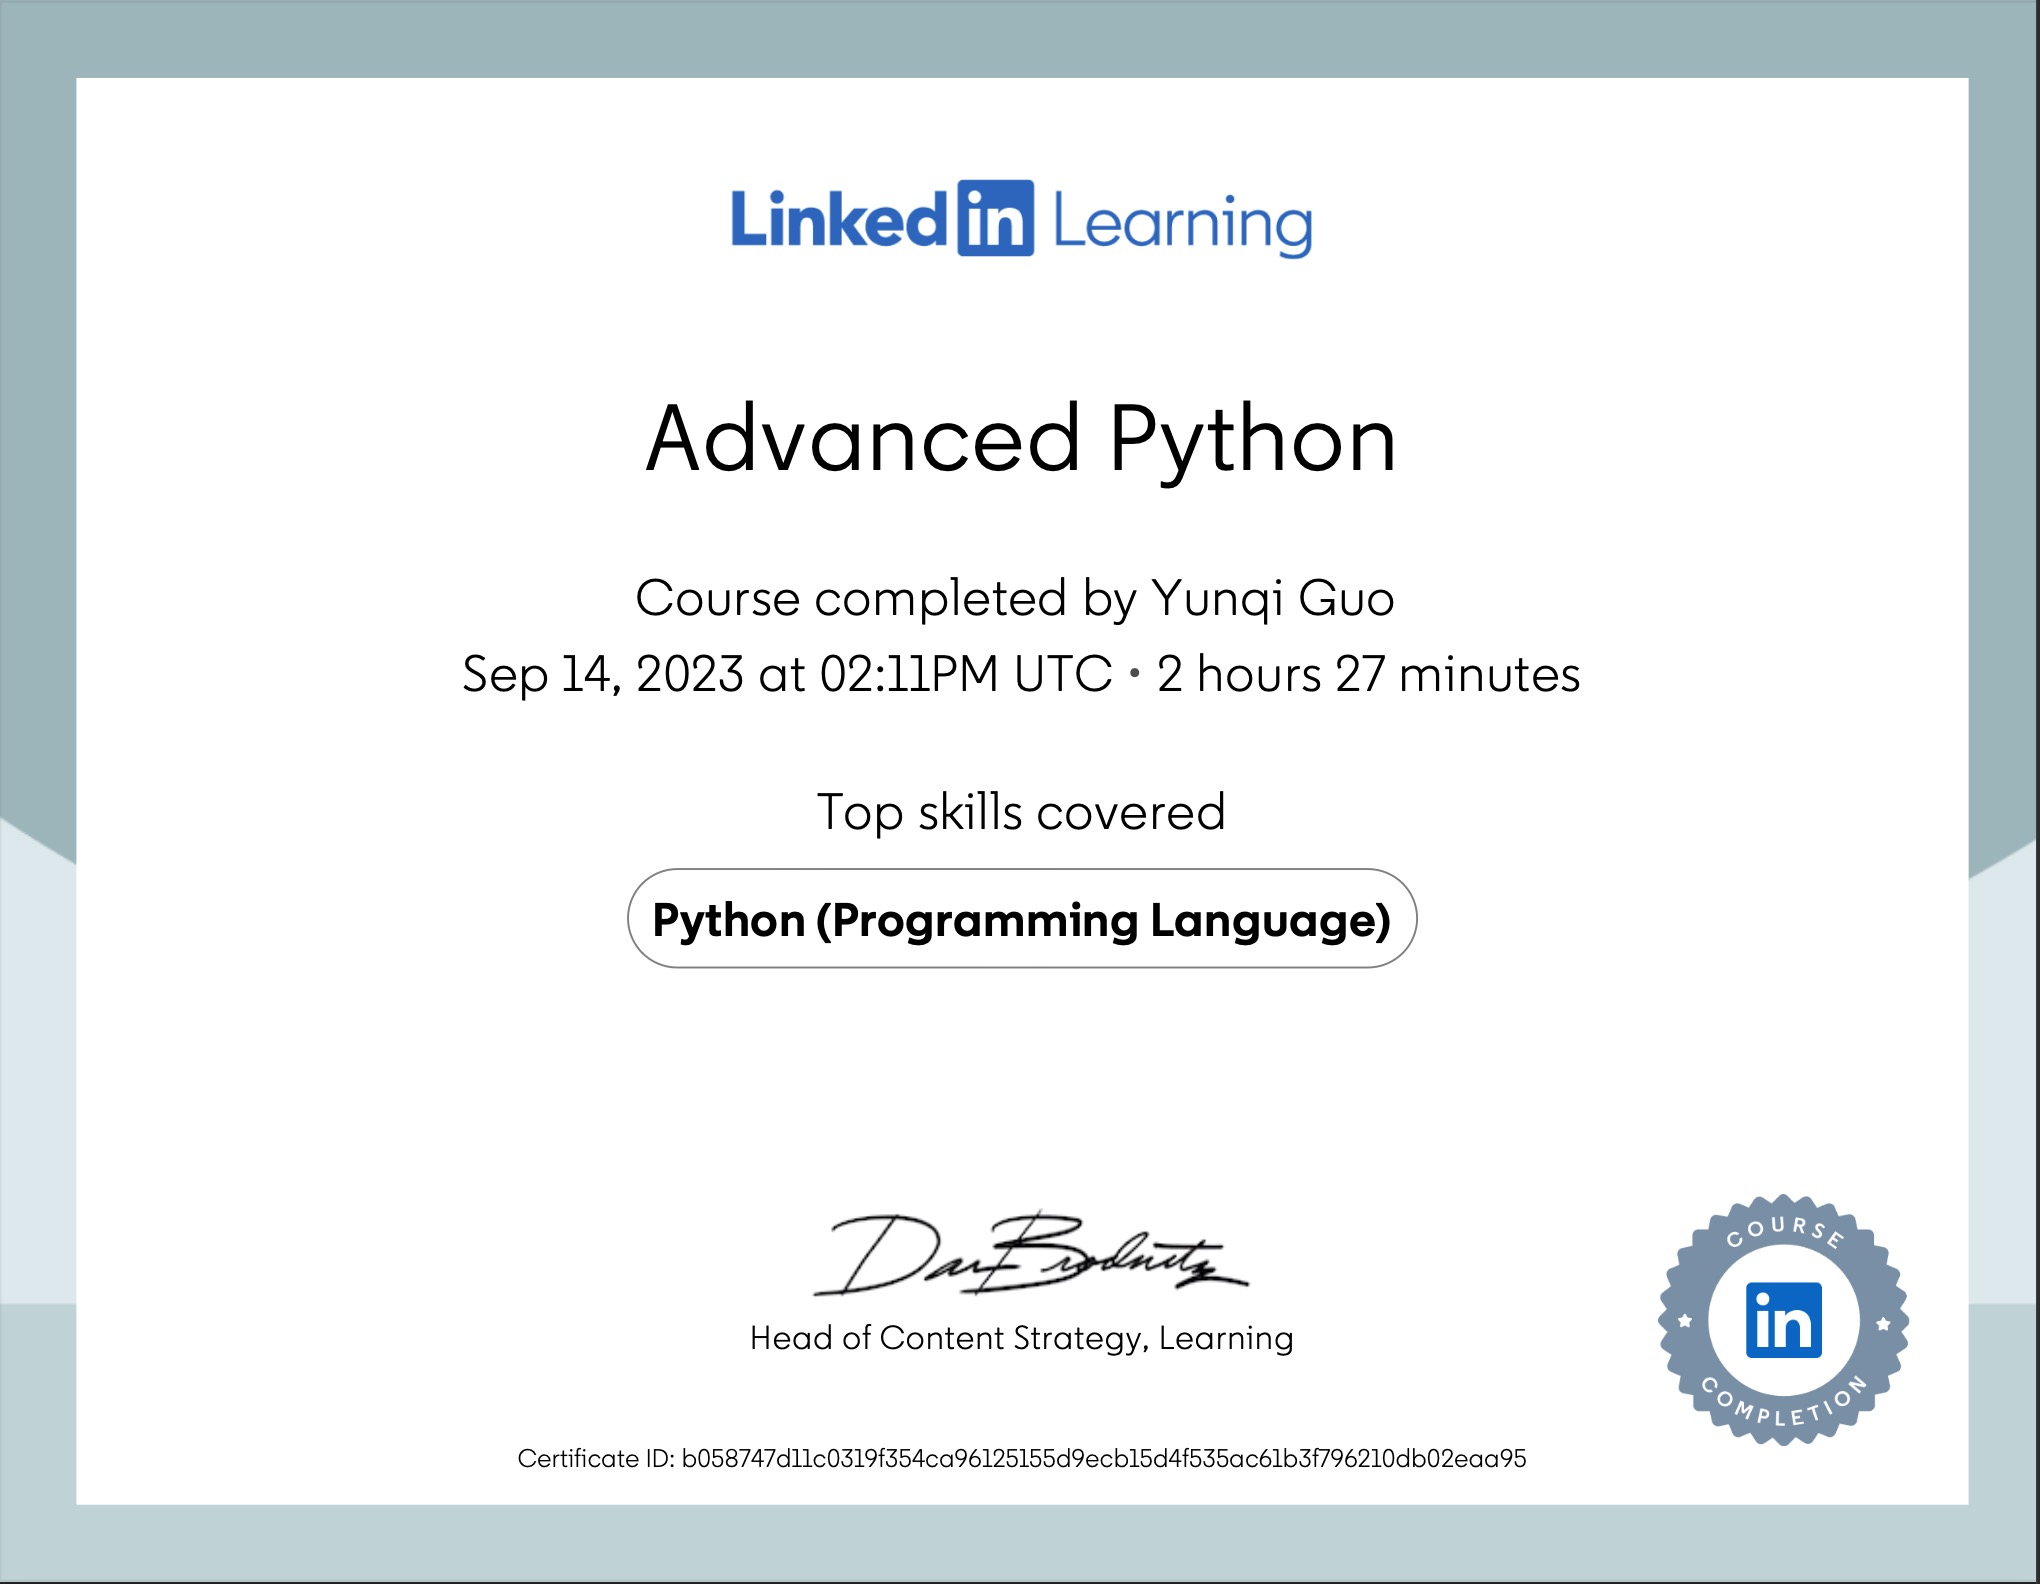 Linked in Learning
Advanced Python
Course completed by Yunqi Guo
Sep 14, 2023 at 02:11PM UTC • 2 hours 27 minutes
Top skills covered
Python (Programming Language)
Dan Brodnitz
Head of Content Strategy, Learning
COURSE
in
COMPLETION
Certificate ID: b058747d11c0319f354ca96125155d9ecb15d4f535ac61b3f796210db02eaa95